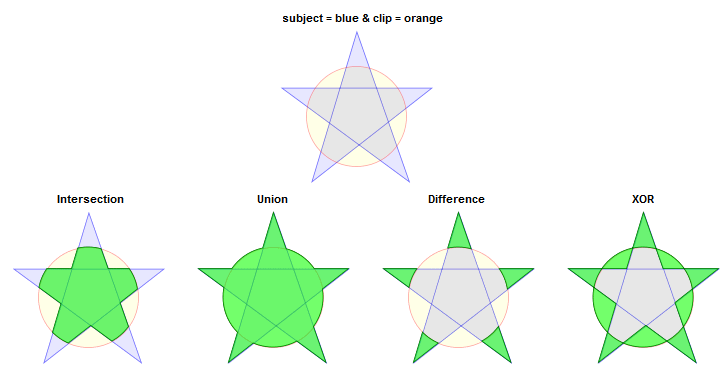 subject = blue & clip = orange
Intersection
Union
Difference
XOR